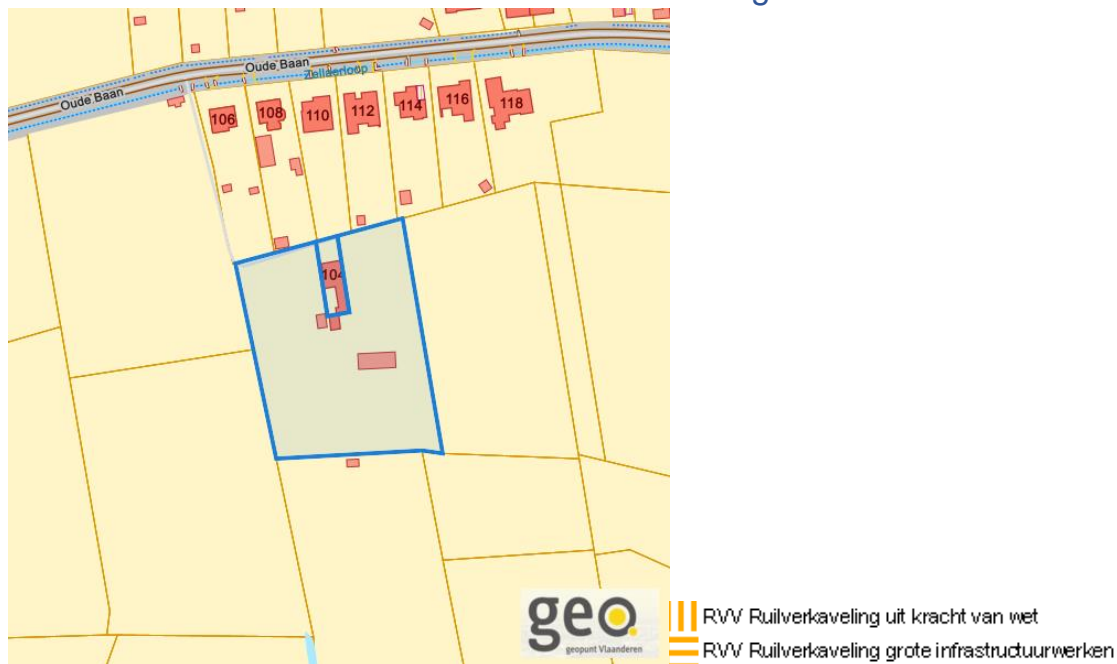 Oude Baan
Zellaerloop
Oude Baan
106
108
110
112
114
116
118
104
geo
geopunt Vlaanderen
RVV Ruilverkaveling uit kracht van wet
RVV Ruilverkaveling grote infrastructuurwerken